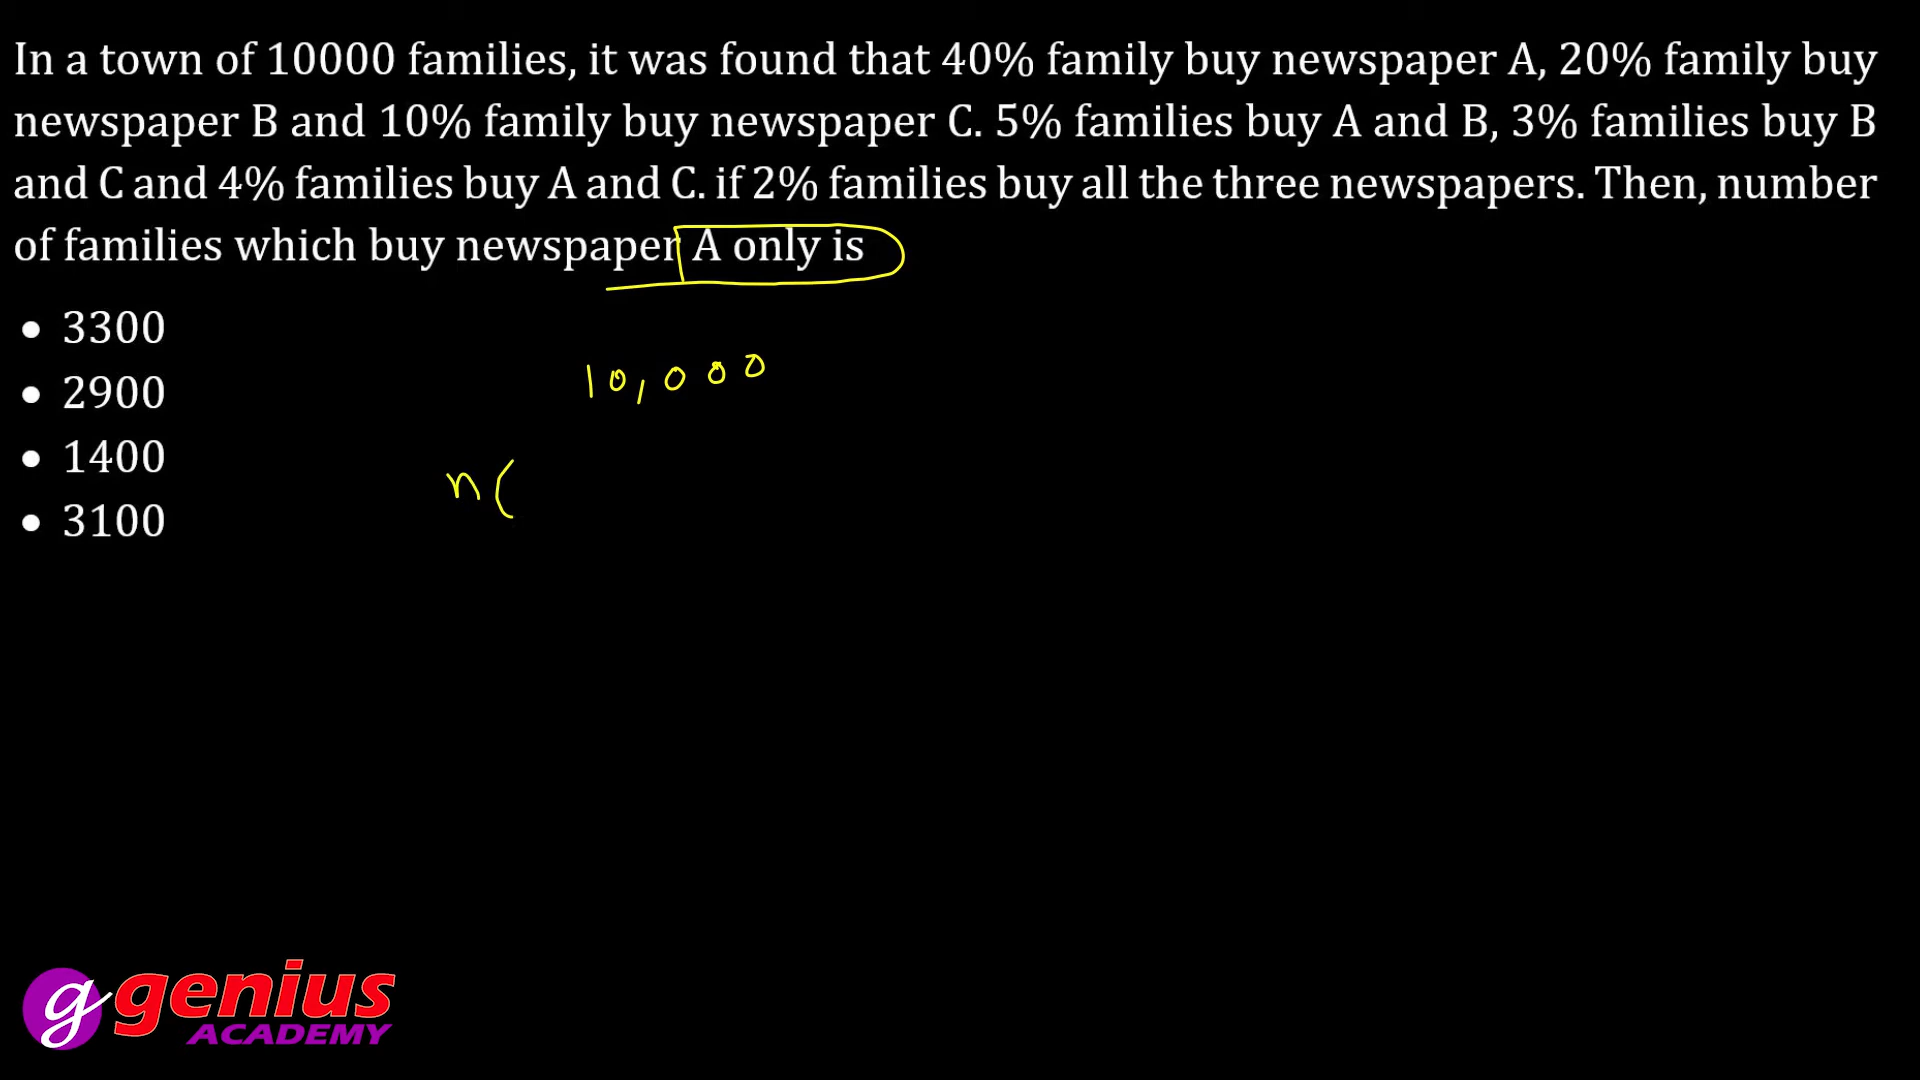 In a town of 10000 families, it was found that 40% family buy newspaper A, 20% family buy
newspaper B and 10% family buy newspaper C. 5% families buy A and B, 3% families buy B
and C and 4% families buy A and C. if 2% families buy all the three newspapers. Then, number
of families which buy newspaper A only is
• 3300
• 2900
• 1400
• 3100
10,000
n(
g genius
ACADEMY